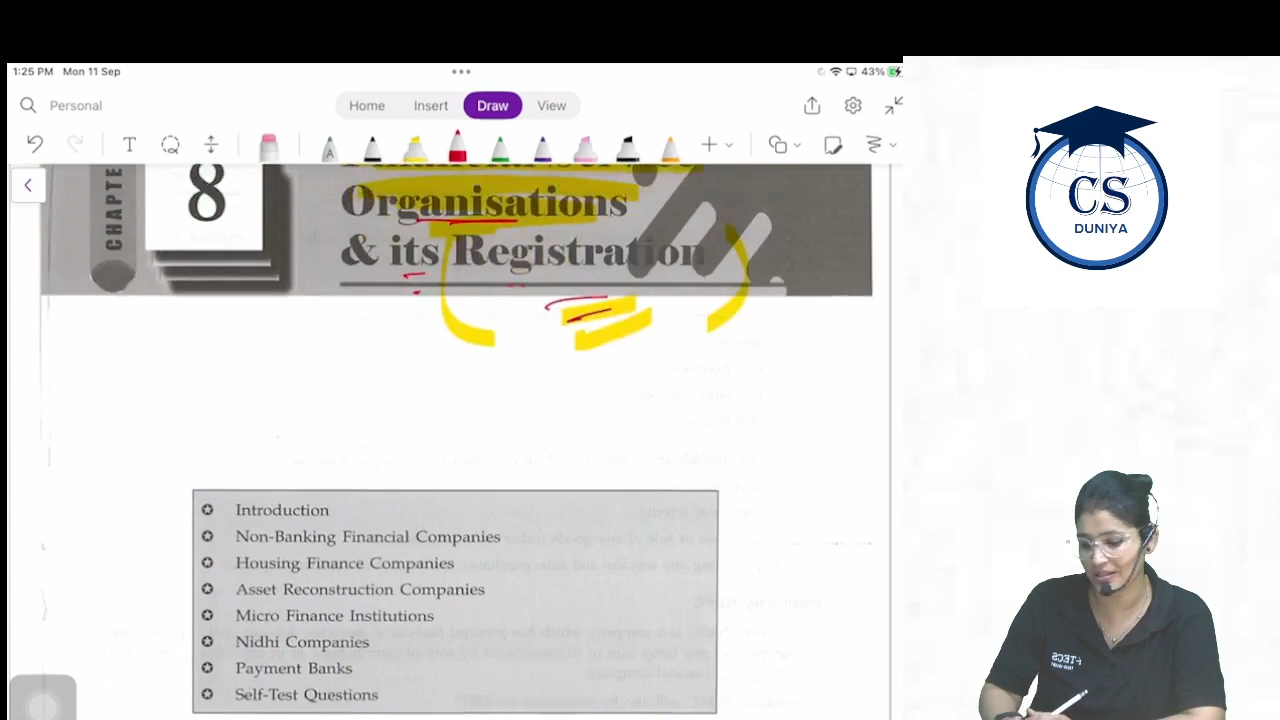 1:25 PM Mon 11 Sep
43%
Personal
Home Insert Draw View
CHAPTE
8
Organisations
& its Registration
Introduction
Non-Banking Financial Companies
Housing Finance Companies
Asset Reconstruction Companies
Micro Finance Institutions
Nidhi Companies
Payment Banks
Self-Test Questions
CS
DUNIYA